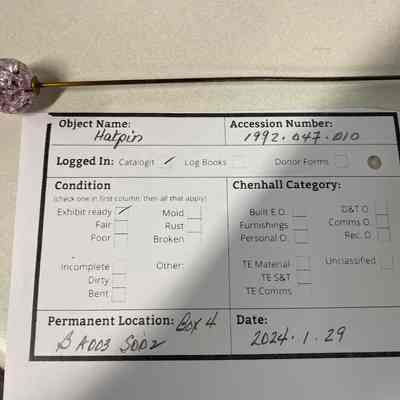 Object Name:
Hatpin
Accession Number:
1992.047.010
Logged In: Catalogit ✓ Log Books Donor Forms
Condition
(check one in first column, then all that apply)
Exhibit ready ✓ Mold
Fair Rust
Poor Broken
Incomplete Other:
Dirty
Bent
Chenhall Category:
Built E.O. D&T O.
Furnishings Comms O.
Personal O. Rec. O.
TE Material Unclassified
TE S&T
TE Comms
Permanent Location: Box 4
B A003 S002
Date:
2024.1.29